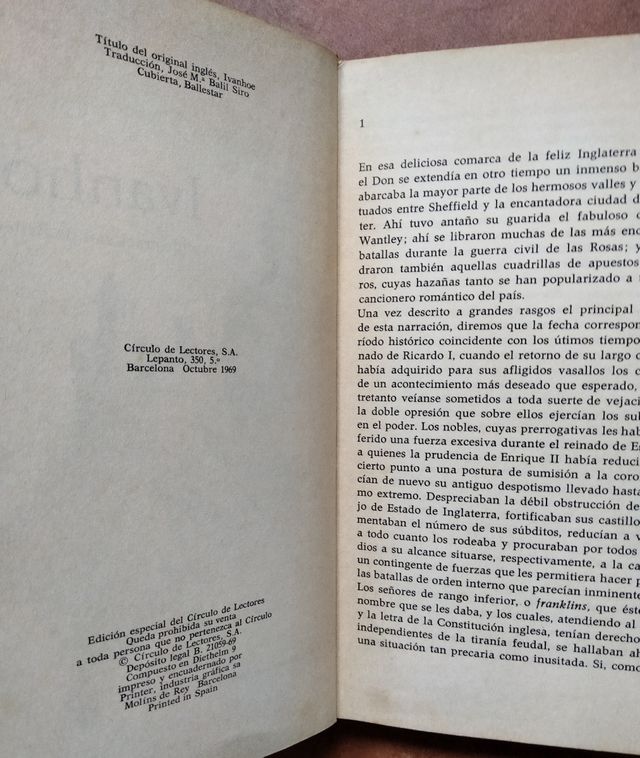 Título del original inglés, Ivanhoe
Traducción, José M.ª Balil Siro
Cubierta, Ballestar
Círculo de Lectores, S.A.
Lepanto, 350, 5.º
Barcelona Octubre 1969
Edición especial del Círculo de Lectores
Queda prohibida su venta
a toda persona que no pertenezca al Círculo
© Círculo de Lectores, S.A.
Depósito legal B. 21059-69
Compuesto en Diethelm 9
impreso y encuadernado por
Printer, industria gráfica sa
Molins de Rey Barcelona
Printed in Spain
1
En esa deliciosa comarca de la feliz Inglaterra
el Don se extendía en otro tiempo un inmenso b
abarcaba la mayor parte de los hermosos valles y
tuados entre Sheffield y la encantadora ciudad d
ter. Ahí tuvo antaño su guarida el fabuloso
Wantley; ahí se libraron muchas de las más enc
batallas durante la guerra civil de las Rosas; y
draron también aquellas cuadrillas de apuestos
ros, cuyas hazañas tanto se han popularizado a
cancionero romántico del país.
Una vez descrito a grandes rasgos el principal
de esta narración, diremos que la fecha correspon
ríodo histórico coincidente con los útimos tiempo
nado de Ricardo I, cuando el retorno de su largo
había adquirido para sus afligidos vasallos los c
de un acontecimiento más deseado que esperado,
tretanto veíanse sometidos a toda suerte de vejaci
la doble opresión que sobre ellos ejercían los sul
en el poder. Los nobles, cuyas prerrogativas les hab
ferido una fuerza excesiva durante el reinado de E
a quienes la prudencia de Enrique II había reduci
cierto punto a una postura de sumisión a la coro
cían de nuevo su antiguo despotismo llevado hasta
mo extremo. Despreciaban la débil obstrucción de
jo de Estado de Inglaterra, fortificaban sus castillo
mentaban el número de sus súbditos, reducían a v
a todo cuanto los rodeaba y procuraban por todos
dios a su alcance situarse, respectivamente, a la ca
un contingente de fuerzas que les permitiera hacer p
las batallas de orden interno que parecían inminente
Los señores de rango inferior, o franklins, que éste
nombre que se les daba, y los cuales, atendiendo al
y la letra de la Constitución inglesa, tenían derecho
independientes de la tiranía feudal, se hallaban ah
una situación tan precaria como inusitada. Si, como